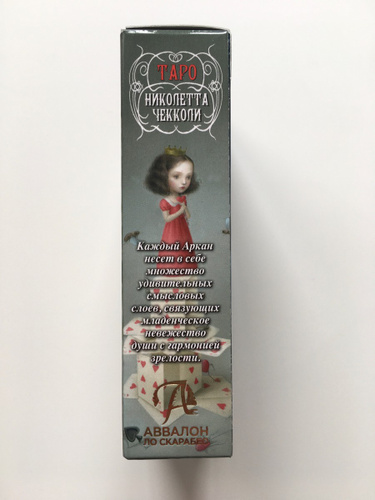 ТАРО
НИКОЛЕТТА
ЧЕККОЛИ
Каждый Аркан
несет в себе
множество
удивительных
смысловых
слоев, связующих
младенческое
невежество
души с гармонией
зрелости.
А
АВВАЛОН
ЛО СКАРАБЕО